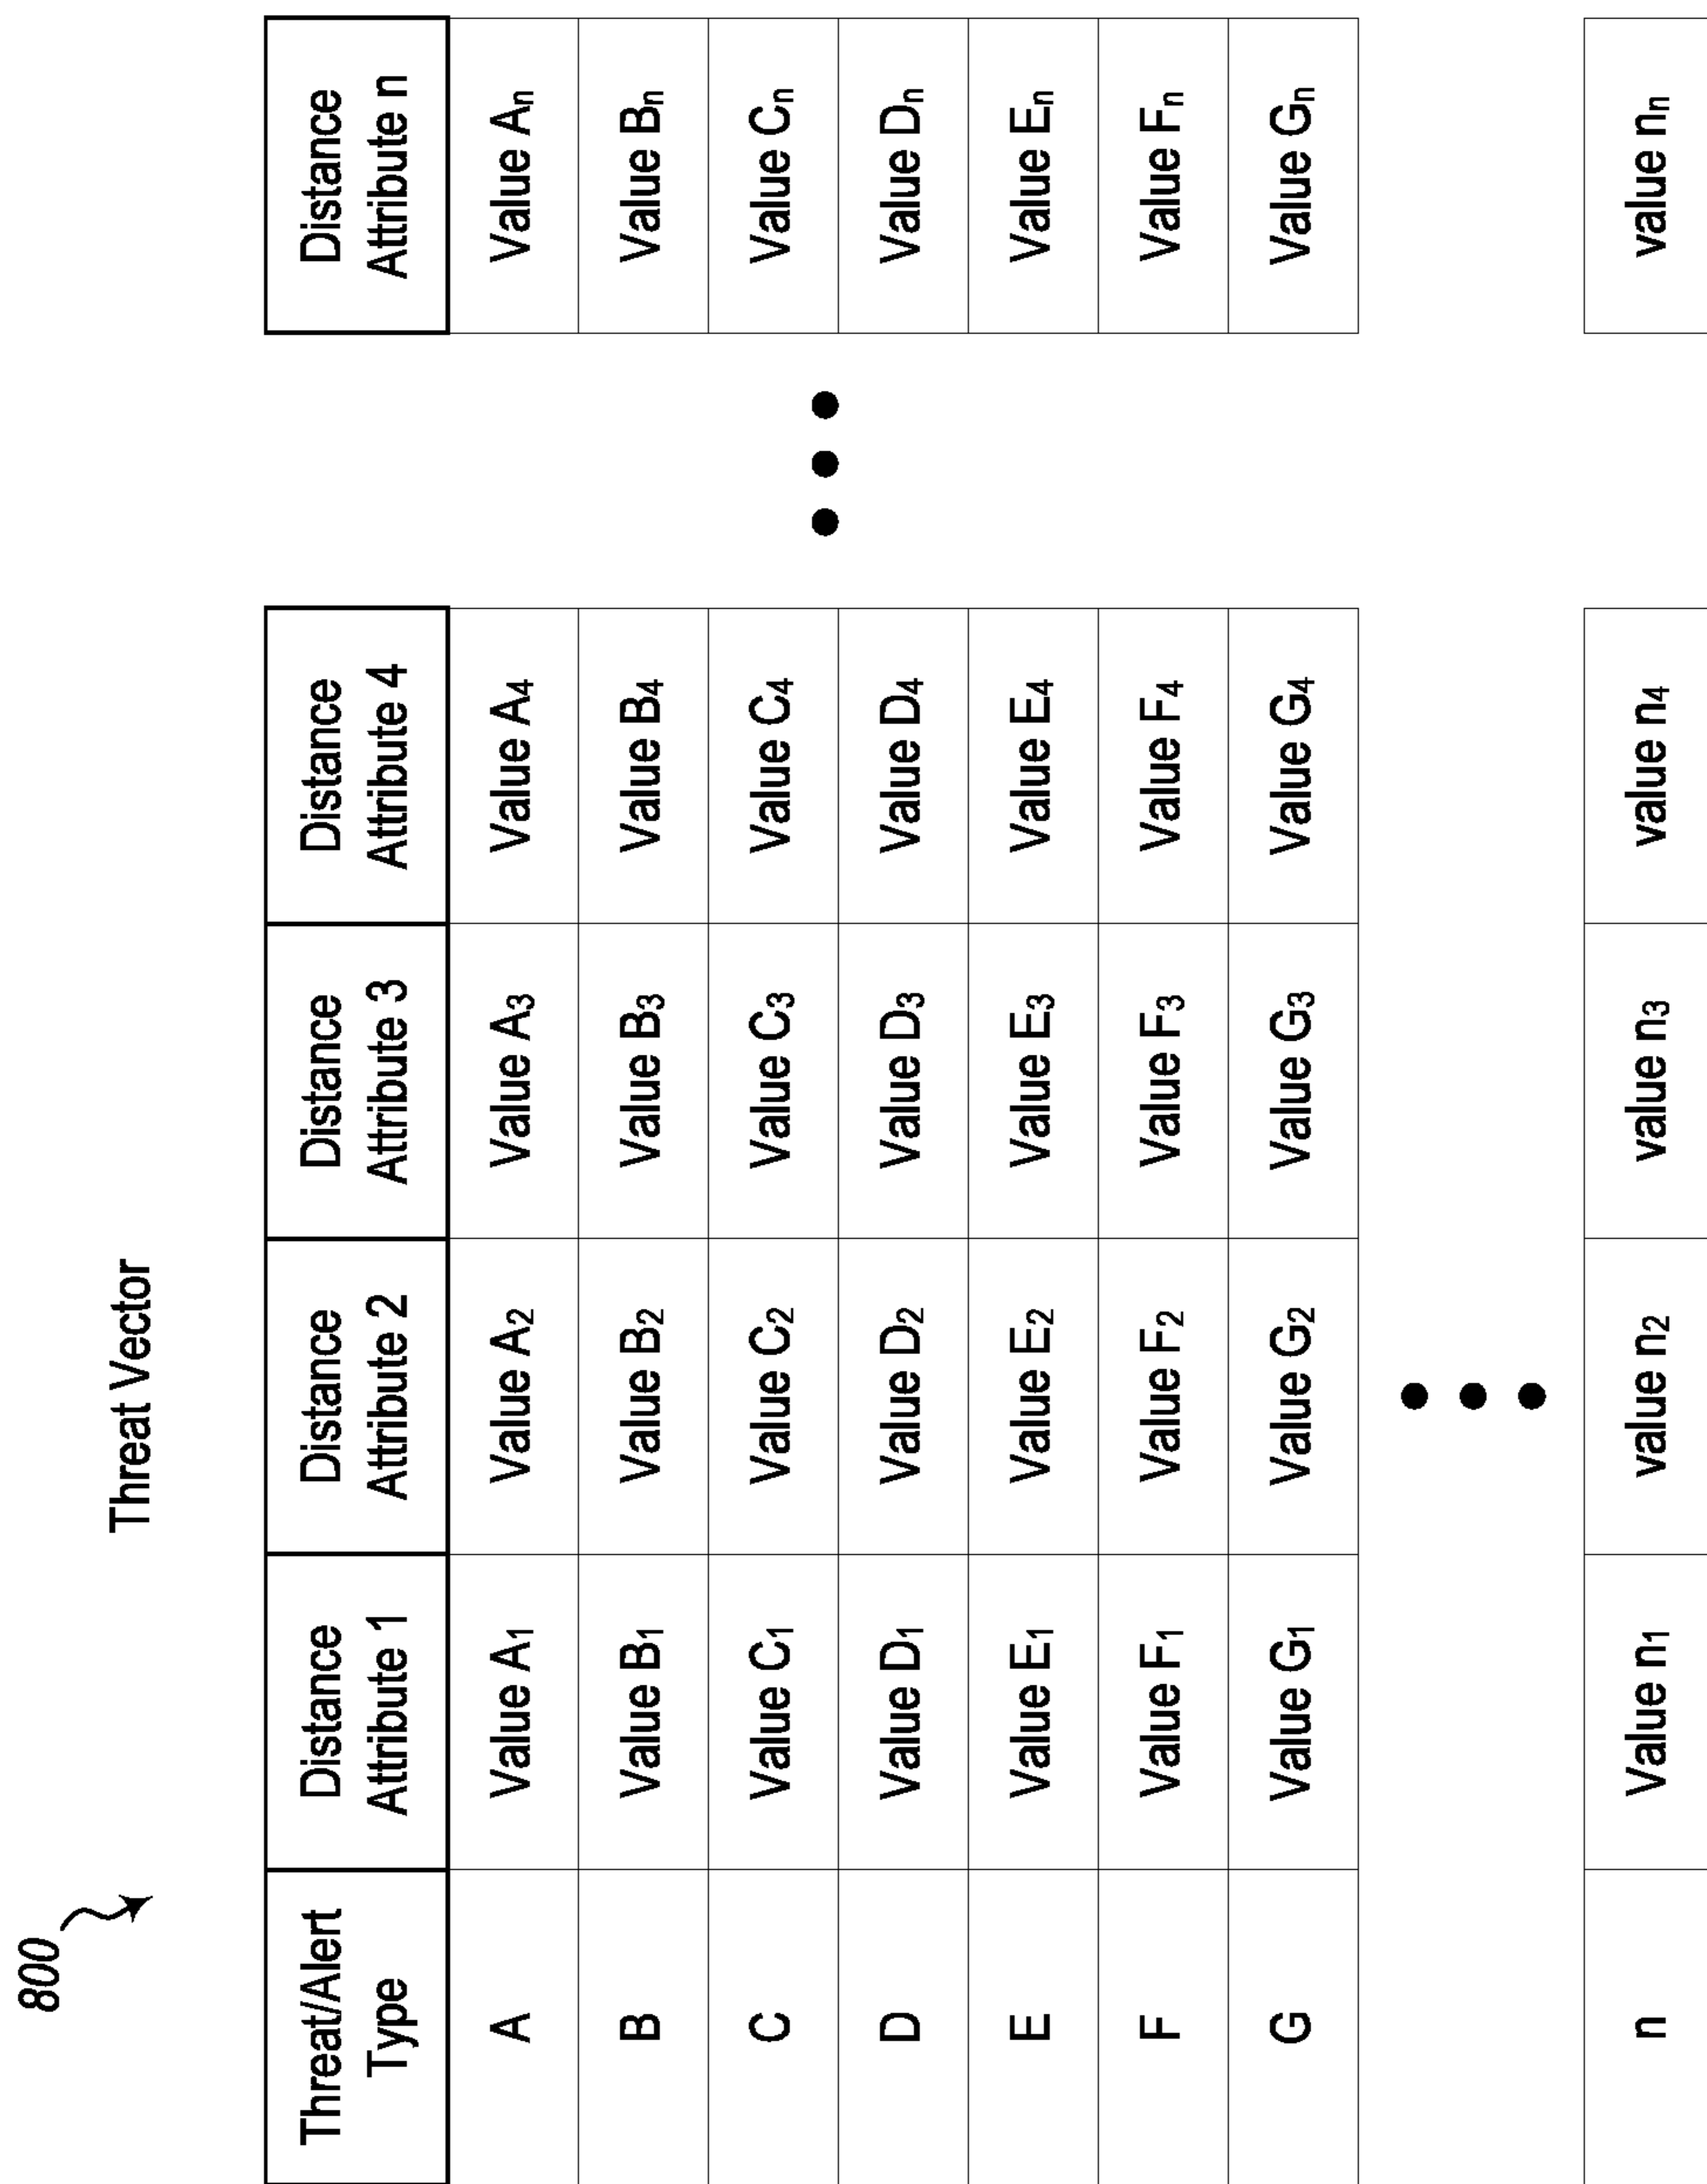 800
Threat Vector
Threat/Alert Type Distance Attribute 1 Distance Attribute 2 Distance Attribute 3 Distance Attribute 4 Distance Attribute n
A Value A₁ Value A₂ Value A₃ Value A₄ Value Aₙ
B Value B₁ Value B₂ Value B₃ Value B₄ Value Bₙ
C Value C₁ Value C₂ Value C₃ Value C₄ Value Cₙ
D Value D₁ Value D₂ Value D₃ Value D₄ Value Dₙ
E Value E₁ Value E₂ Value E₃ Value E₄ Value Eₙ
F Value F₁ Value F₂ Value F₃ Value F₄ Value Fₙ
G Value G₁ Value G₂ Value G₃ Value G₄ Value Gₙ
n Value n₁ value n₂ value n₃ value n₄ value nₙ